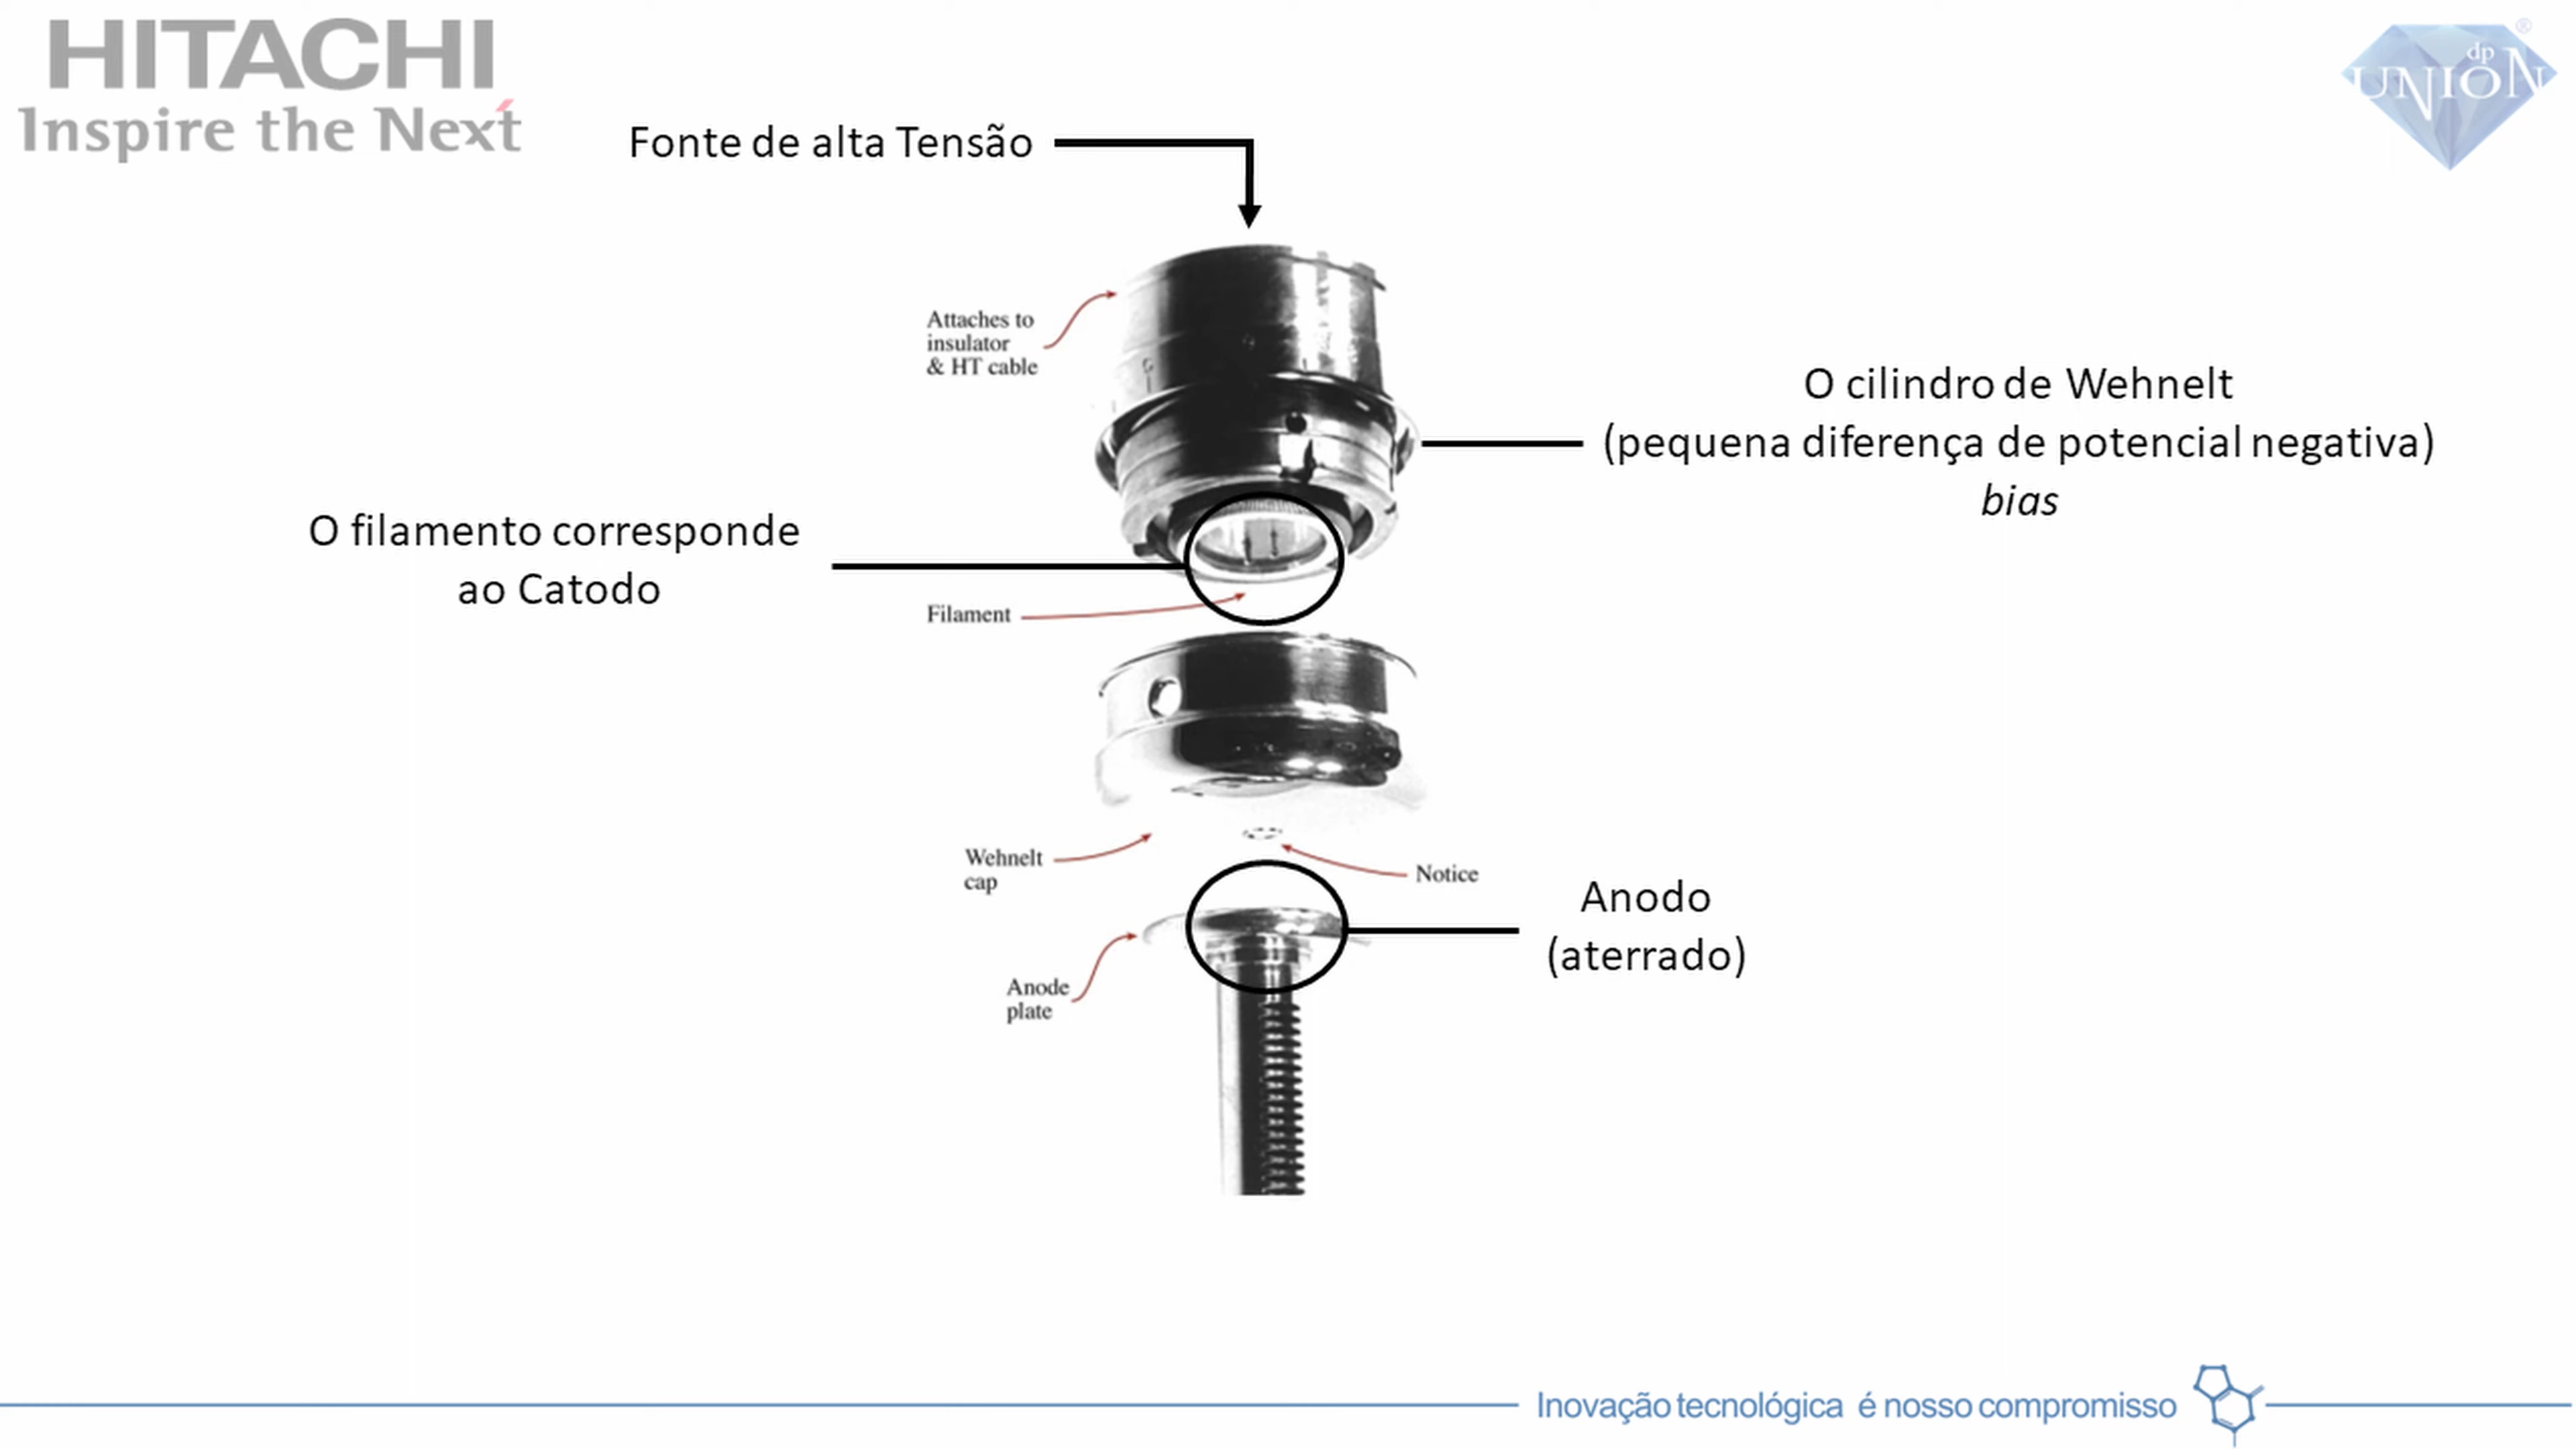 HITACHI
Inspire the Next
dp
UNION
®
Fonte de alta Tensão
Attaches to
insulator
& HT cable
O cilindro de Wehnelt
(pequena diferença de potencial negativa)
bias
O filamento corresponde
ao Catodo
Filament
Wehnelt
cap
Notice
Anodo
(aterrado)
Anode
plate
Inovação tecnológica é nosso compromisso